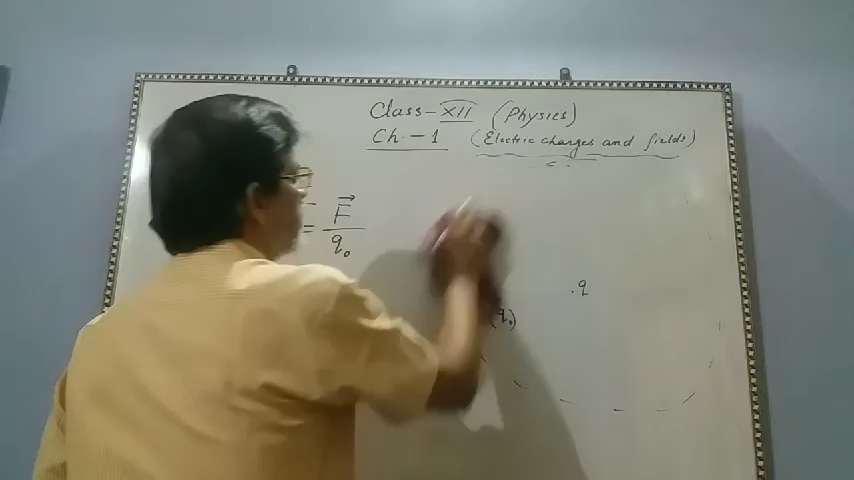 Class-XII (Physics)
Ch.-1 (Electric charges and fields)
= F⃗ / q₀
.q
(q₀)